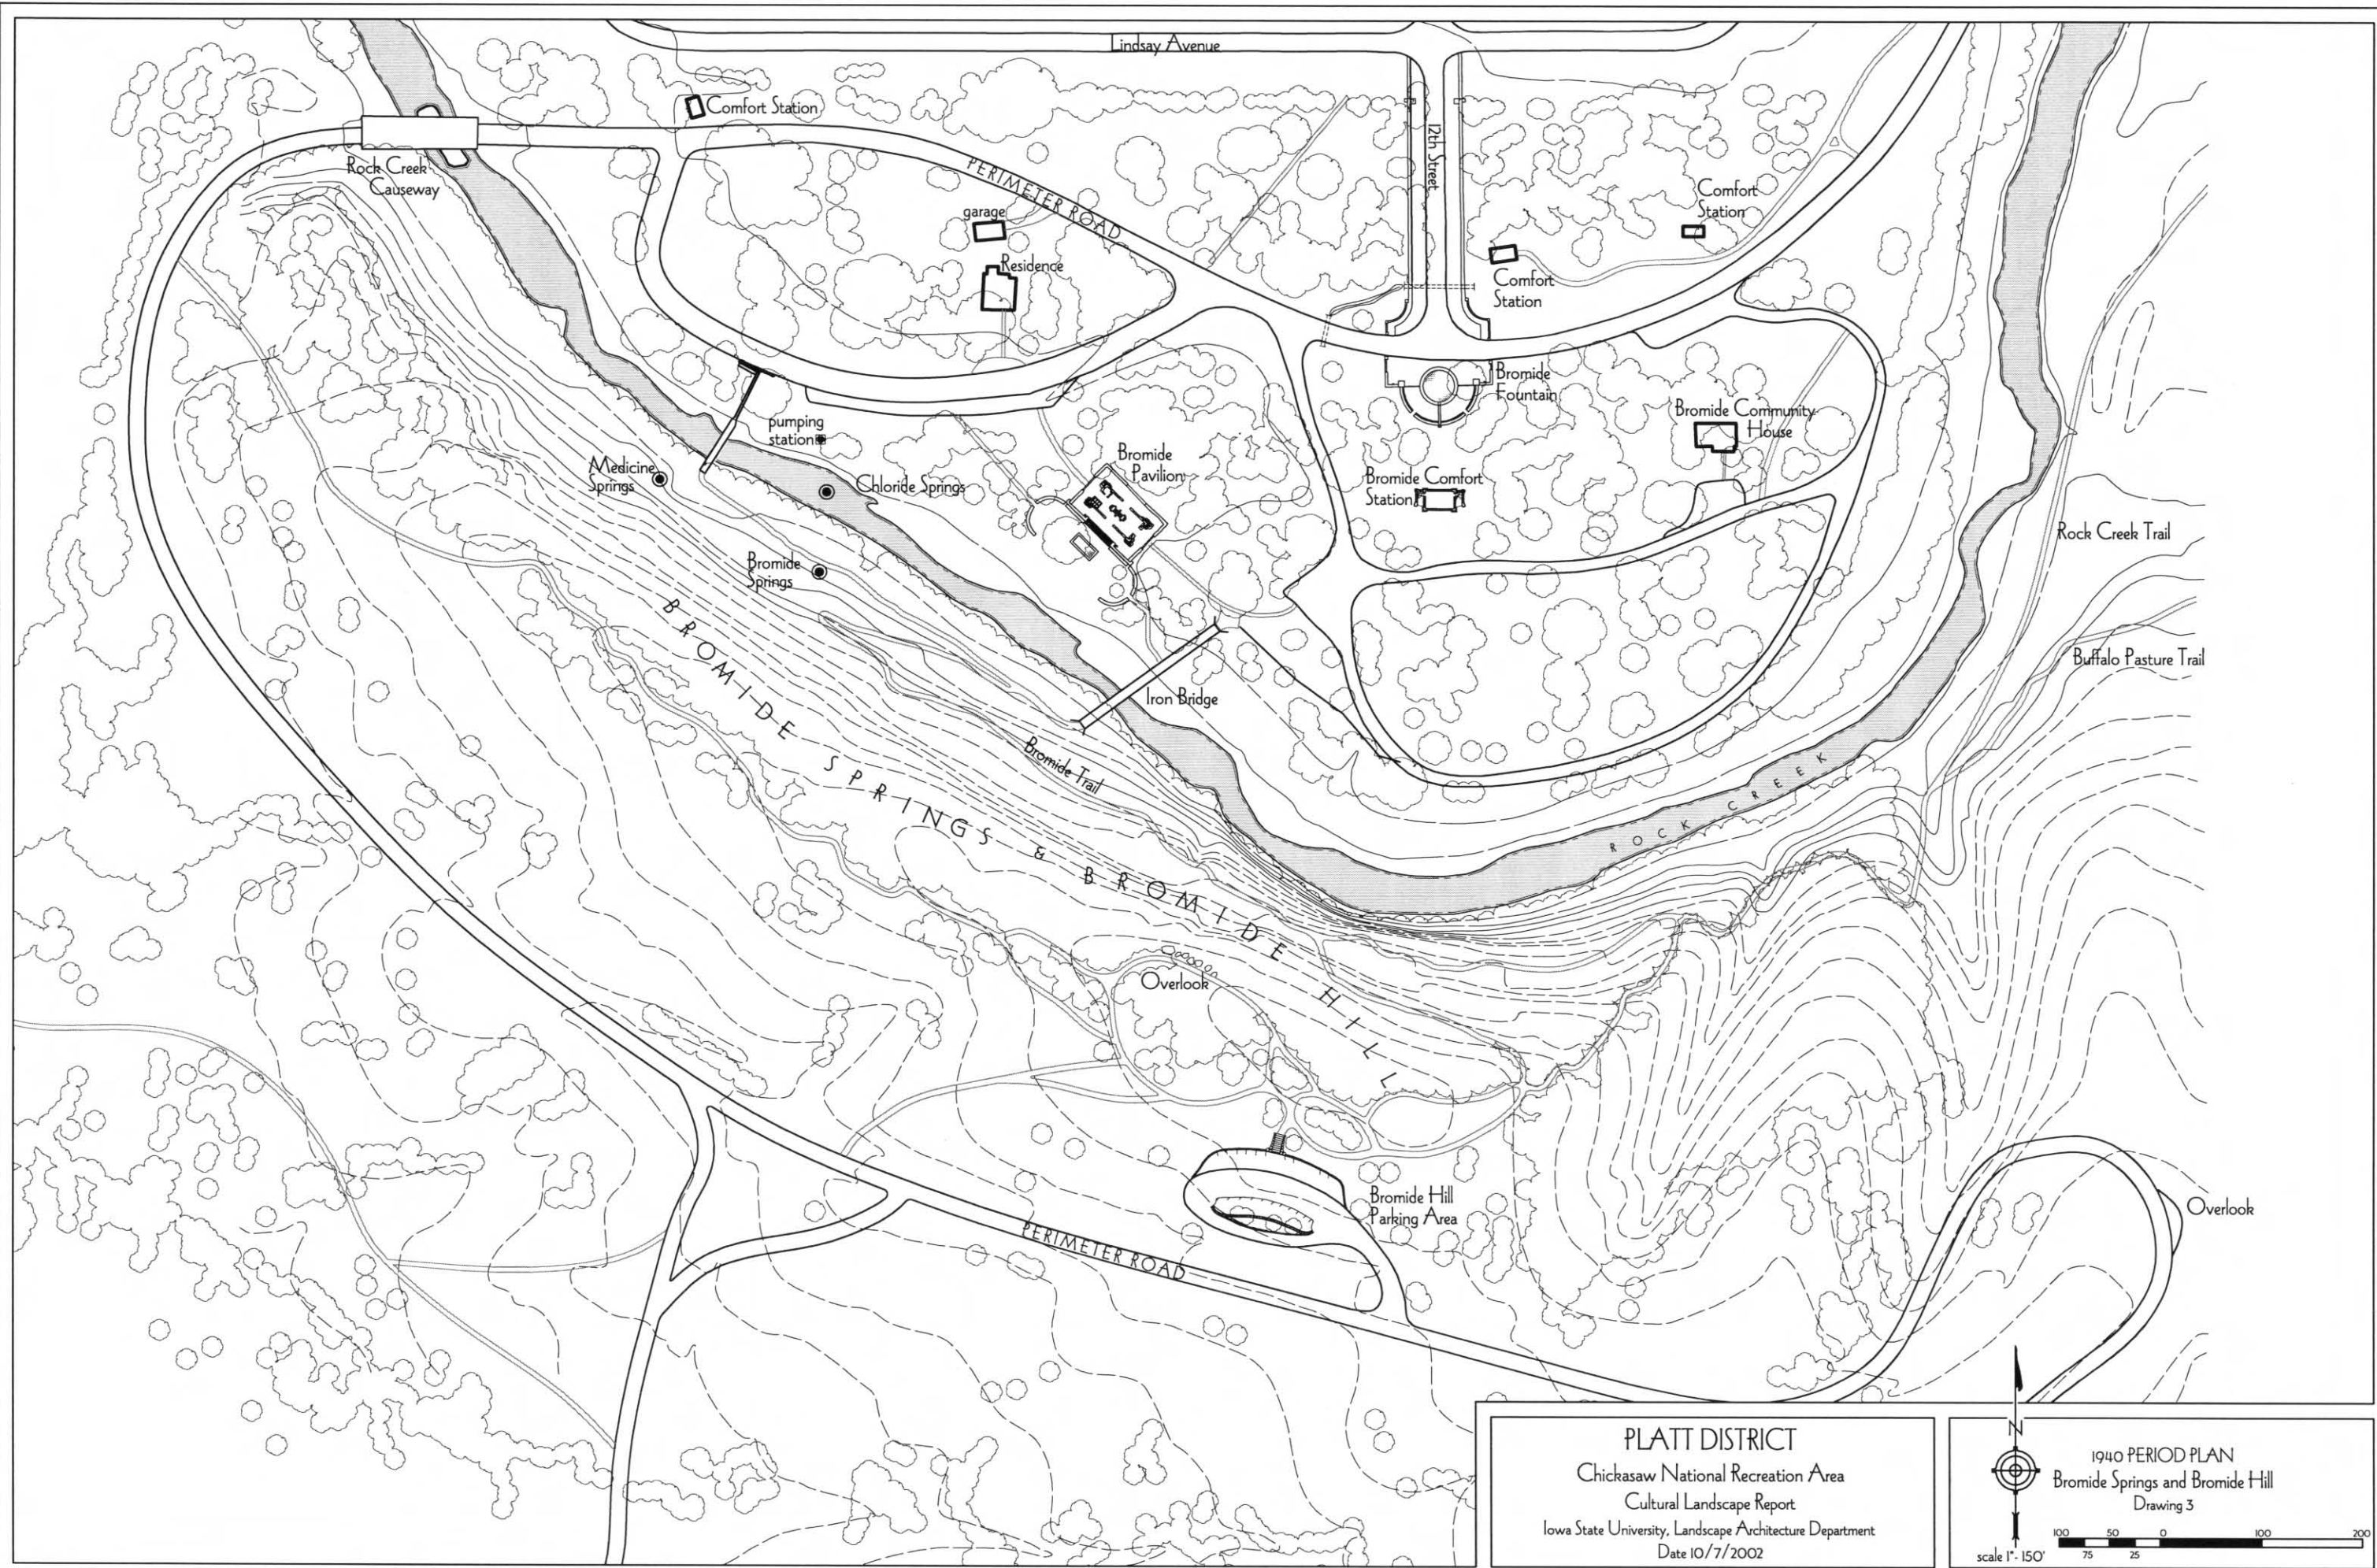 Lindsay Avenue
Comfort Station
12th Street
Rock Creek
Causeway
PERIMETER ROAD
garage
Comfort
Station
Residence
Comfort
Station
Bromide
Fountain
Bromide Community
House
pumping
station
Bromide
Pavilion
Medicine
Springs
Chloride Springs
Bromide Comfort
Station
Rock Creek Trail
Bromide
Springs
Buffalo Pasture Trail
Iron Bridge
Bromide Trail
ROCK CREEK
BROMIDE SPRINGS & BROMIDE HILL
Overlook
Bromide Hill
Parking Area
Overlook
PERIMETER ROAD
PLATT DISTRICT
Chickasaw National Recreation Area
Cultural Landscape Report
Iowa State University, Landscape Architecture Department
Date 10/7/2002
N
1940 PERIOD PLAN
Bromide Springs and Bromide Hill
Drawing 3
100 50 0 100 200
75 25
scale 1"- 150'